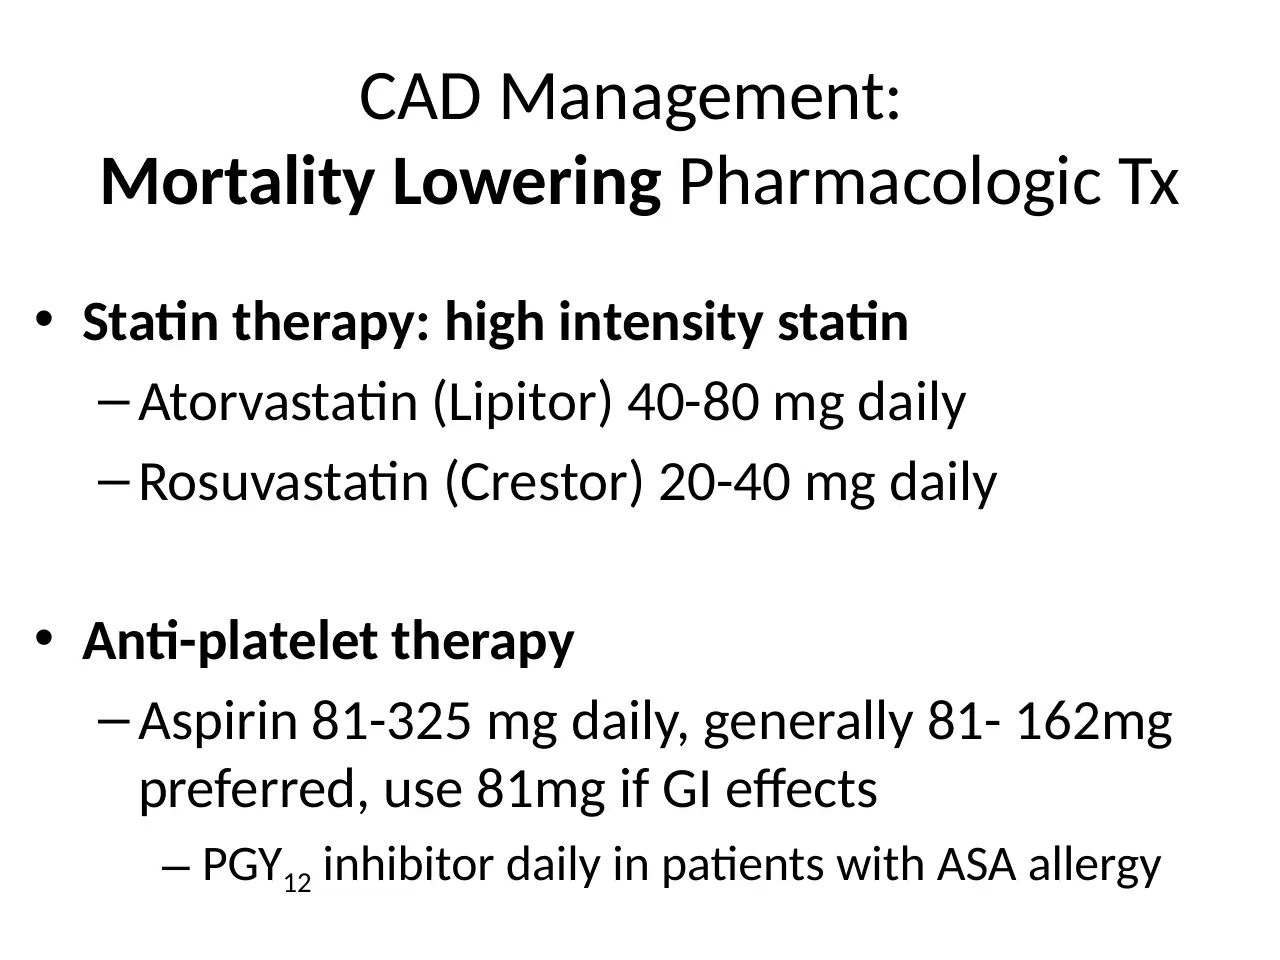 CAD Management:
Mortality Lowering Pharmacologic Tx
• Statin therapy: high intensity statin
– Atorvastatin (Lipitor) 40-80 mg daily
– Rosuvastatin (Crestor) 20-40 mg daily
• Anti-platelet therapy
– Aspirin 81-325 mg daily, generally 81- 162mg
preferred, use 81mg if GI effects
– PGY12 inhibitor daily in patients with ASA allergy